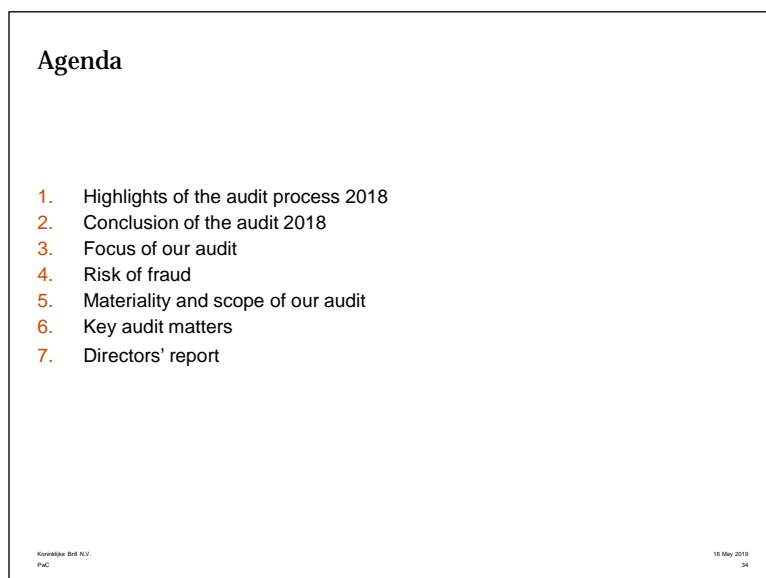 Agenda
1. Highlights of the audit process 2018
2. Conclusion of the audit 2018
3. Focus of our audit
4. Risk of fraud
5. Materiality and scope of our audit
6. Key audit matters
7. Directors’ report
Koninklijke Brill N.V.
16 May 2019
PwC
34